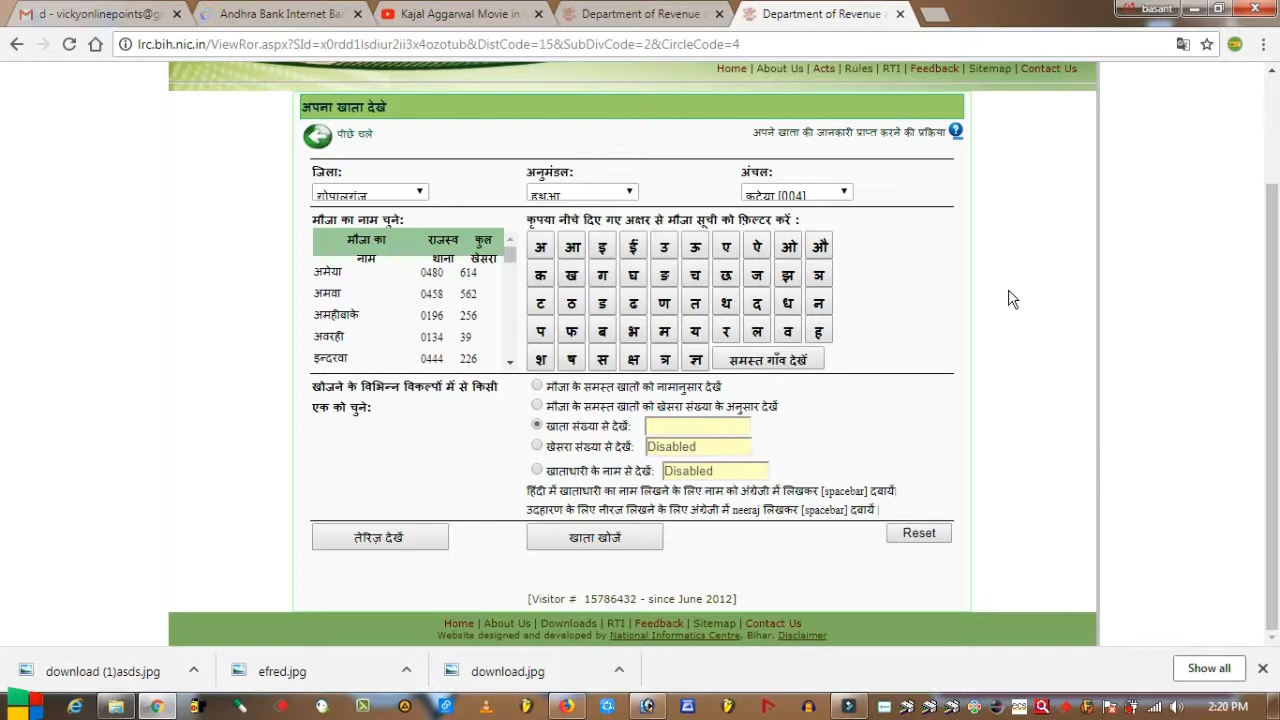 d - vickyonlinepoints@g
Andhra Bank Internet Ban
Kajal Aggarwal Movie in
Department of Revenue a
Department of Revenue a
basant
lrc.bih.nic.in/ViewRor.aspx?SId=x0rdd1lsdiur2ii3x4ozotub&DistCode=15&SubDivCode=2&CircleCode=4
Home | About Us | Acts | Rules | RTI | Feedback | Sitemap | Contact Us
अपना खाता देखे
पीछे चले
अपने खाता की जानकारी प्राप्त करने की प्रक्रिया ?
जिला: अनुमंडल: अंचल:
गोपालगंज हथुआ कटेया [004]
मौजा का नाम चुने: कृपया नीचे दिए गए अक्षर से मौजा सूची को फ़िल्टर करें :
मौजा का राजस्व कुल
नाम थाना खेसरा
अमेया 0480 614
अमवा 0458 562
अमहीबाके 0196 256
अवरही 0134 39
इन्दरवा 0444 226
अ आ इ ई उ ऊ ए ऐ ओ औ
क ख ग घ ङ च छ ज झ ञ
ट ठ ड ढ ण त थ द ध न
प फ ब भ म य र ल व ह
श ष स क्ष त्र ज्ञ समस्त गाँव देखें
खोजने के विभिन्न विकल्पों में से किसी
एक को चुने:
मौजा के समस्त खातों को नामानुसार देखें
मौजा के समस्त खातों को खेसरा संख्या के अनुसार देखें
खाता संख्या से देखें:
खेसरा संख्या से देखें: Disabled
खाताधारी के नाम से देखें: Disabled
हिंदी में खाताधारी का नाम लिखने के लिए नाम को अंग्रेजी में लिखकर [spacebar] दबायें|
उदहारण के लिए नीरज लिखने के लिए अंग्रेजी में neeraj लिखकर [spacebar] दबायें |
तेरिज़ देखें खाता खोजें Reset
[Visitor # 15786432 - since June 2012]
Home | About Us | Downloads | RTI | Feedback | Sitemap | Contact Us
Website designed and developed by National Informatics Centre, Bihar. Disclaimer
download (1)asds.jpg
efred.jpg
download.jpg
Show all
2:20 PM